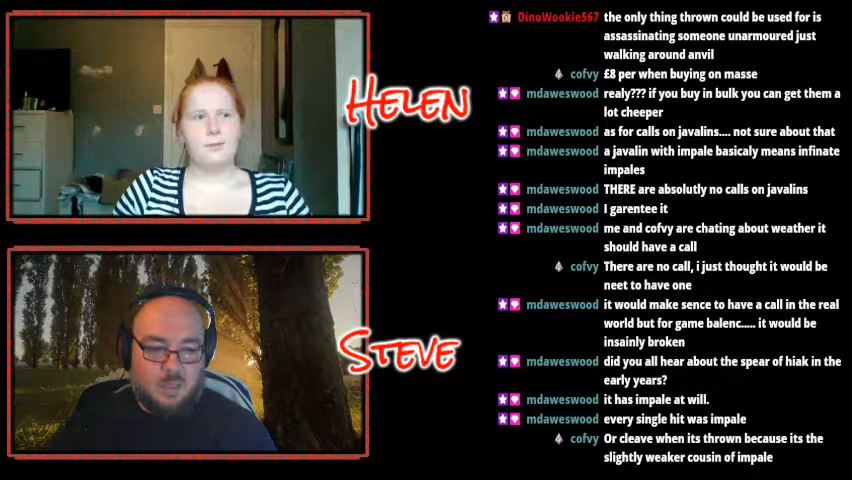 Helen
Steve
DinoWookie567 the only thing thrown could be used for is
assassinating someone unarmoured just
walking around anvil
cofvy £8 per when buying on masse
mdaweswood realy??? if you buy in bulk you can get them a
lot cheeper
mdaweswood as for calls on javalins.... not sure about that
mdaweswood a javalin with impale basicaly means infinate
impales
mdaweswood THERE are absolutly no calls on javalins
mdaweswood I garentee it
mdaweswood me and cofvy are chating about weather it
should have a call
cofvy There are no call, i just thought it would be
neet to have one
mdaweswood it would make sence to have a call in the real
world but for game balenc..... it would be
insainly broken
mdaweswood did you all hear about the spear of hiak in the
early years?
mdaweswood it has impale at will.
mdaweswood every single hit was impale
cofvy Or cleave when its thrown because its the
slightly weaker cousin of impale